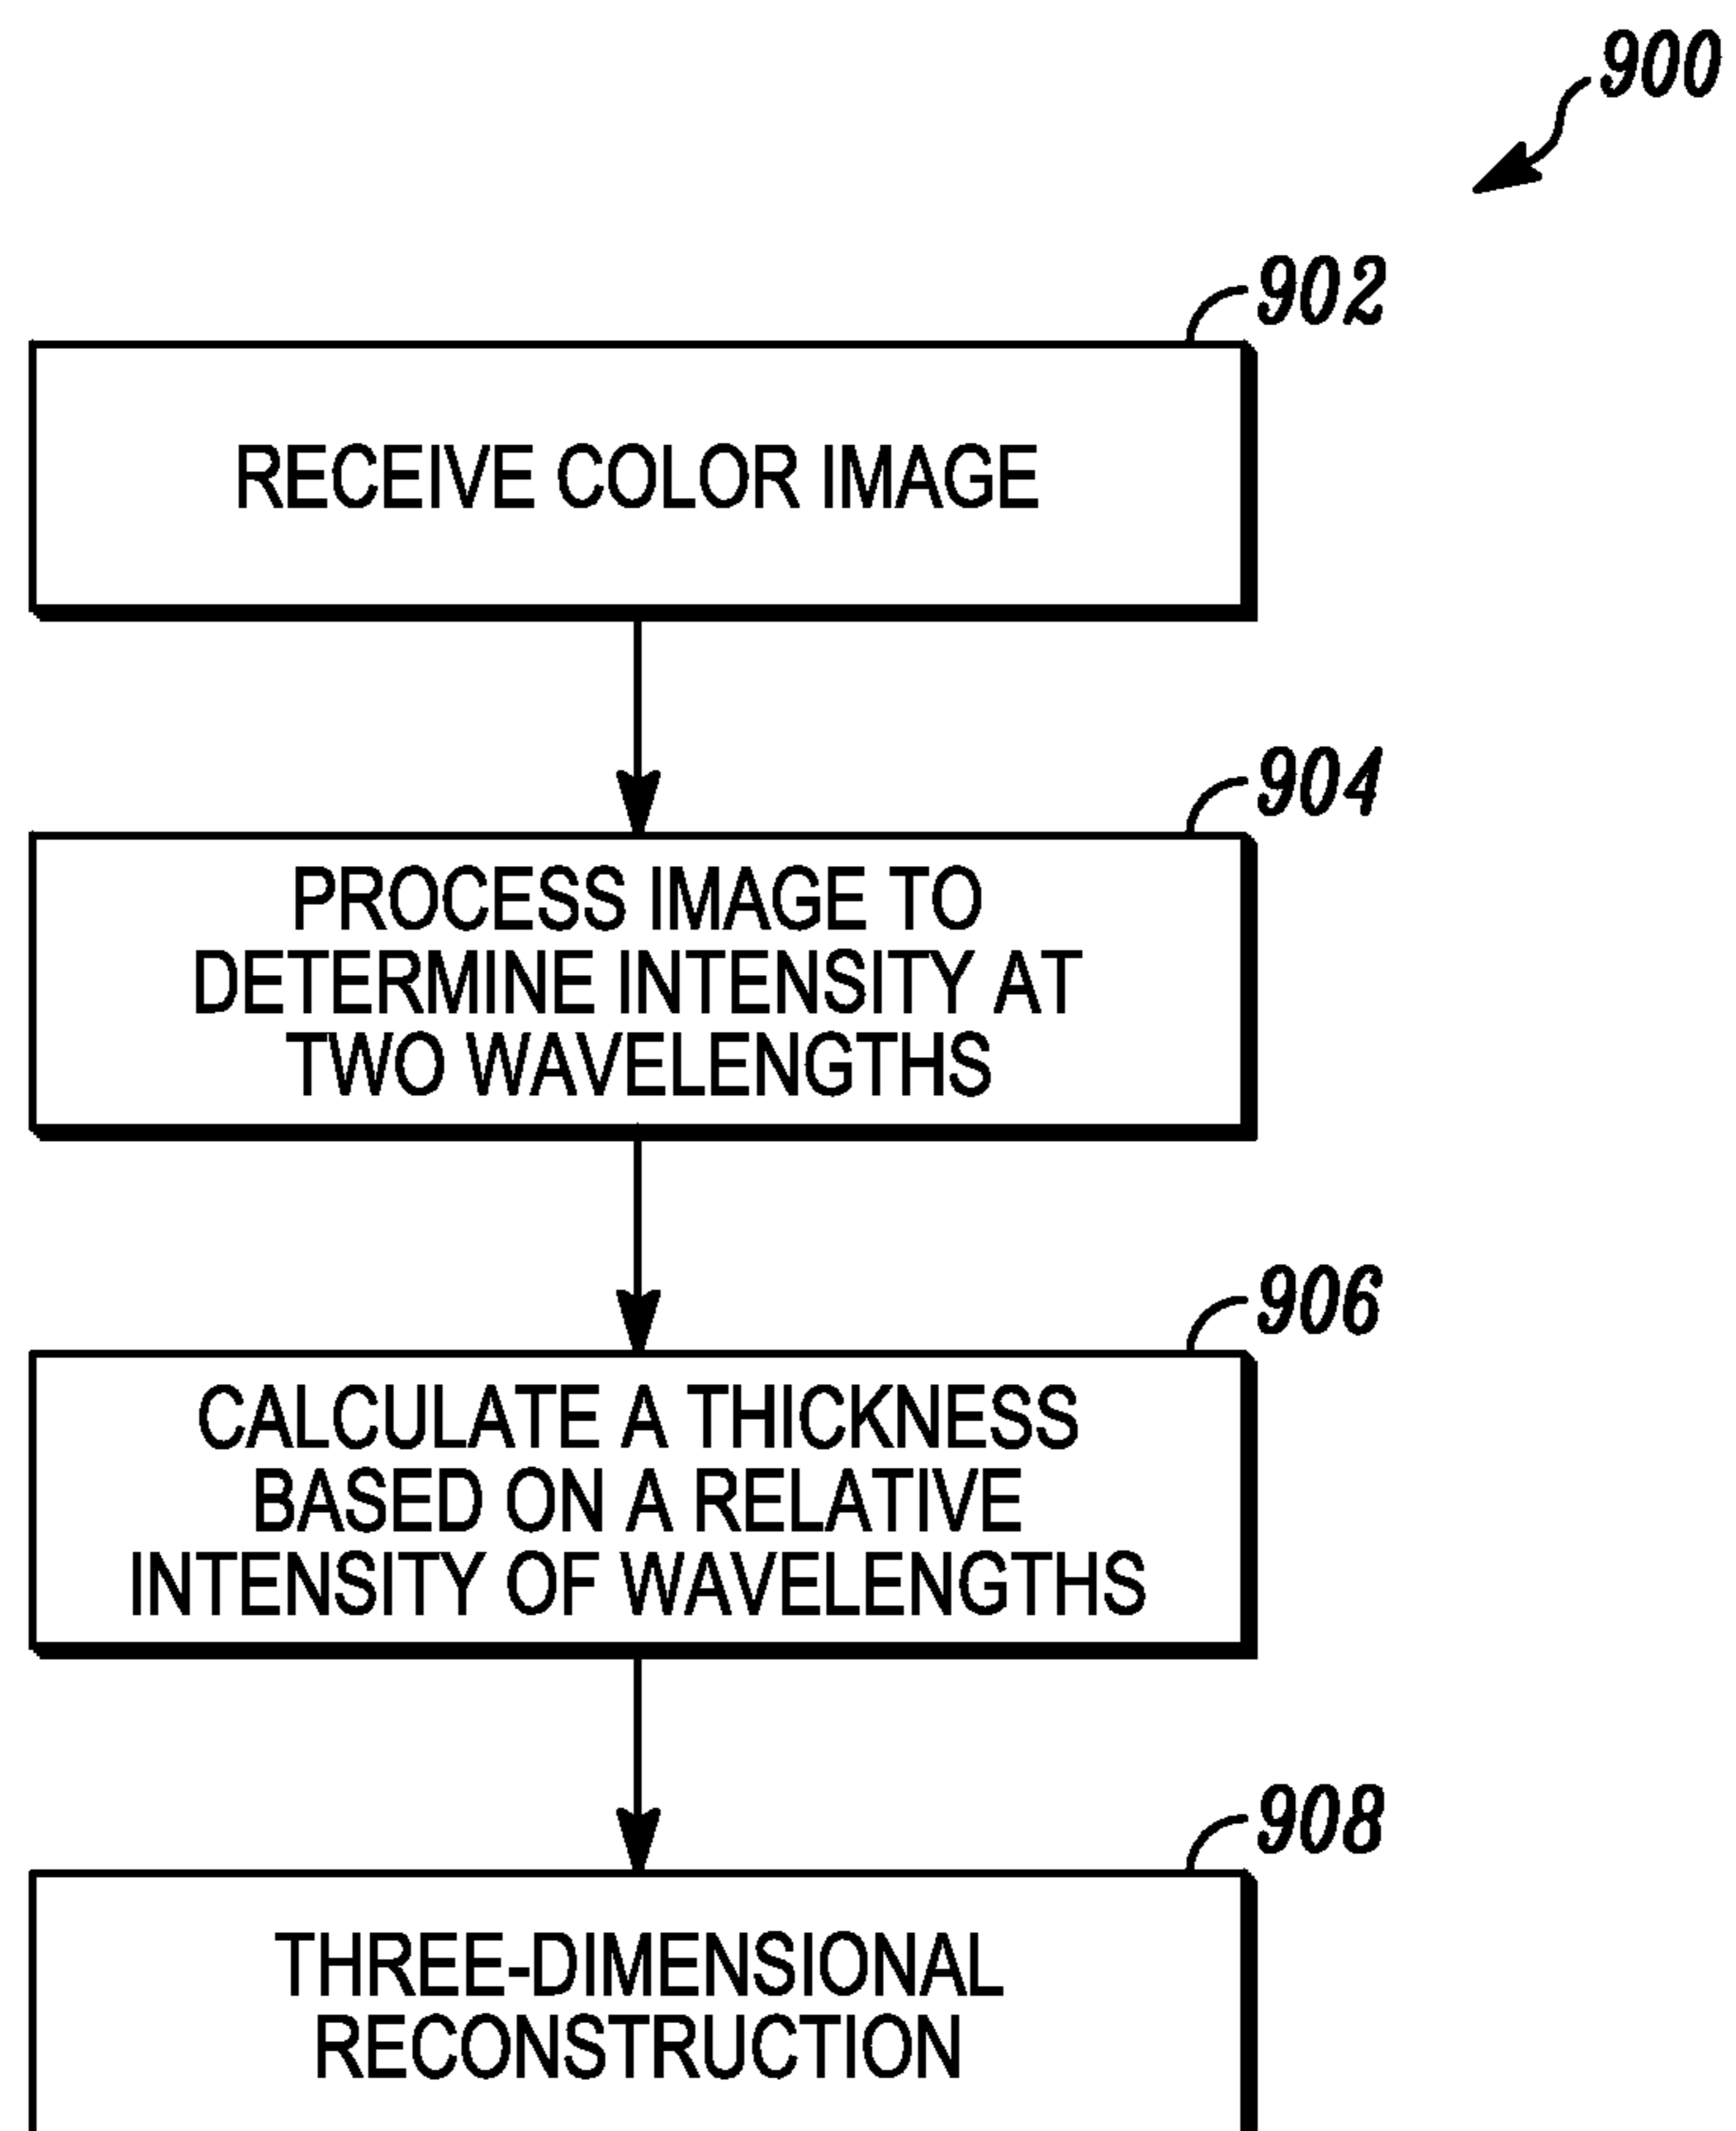 900
902
RECEIVE COLOR IMAGE
904
PROCESS IMAGE TO
DETERMINE INTENSITY AT
TWO WAVELENGTHS
906
CALCULATE A THICKNESS
BASED ON A RELATIVE
INTENSITY OF WAVELENGTHS
908
THREE-DIMENSIONAL
RECONSTRUCTION